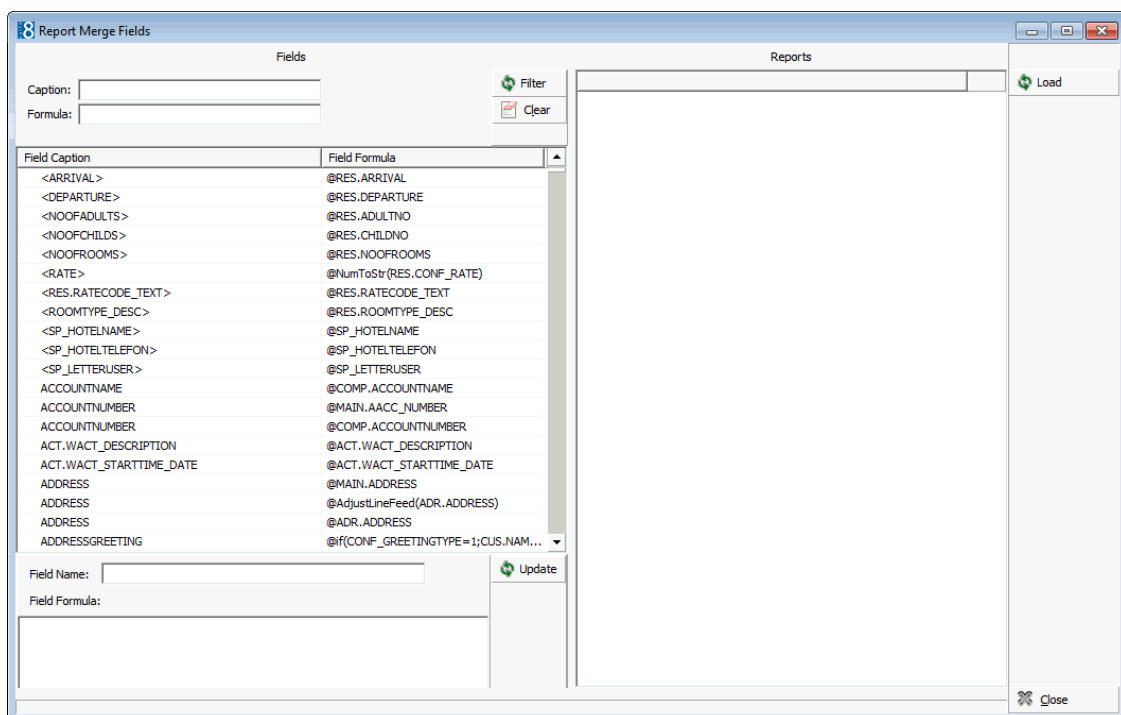 Report Merge Fields
Fields
Reports
Caption:
Filter
Load
Formula:
Clear
Field Caption Field Formula
<ARRIVAL> @RES.ARRIVAL
<DEPARTURE> @RES.DEPARTURE
<NOOFADULTS> @RES.ADULTNO
<NOOFCHILDS> @RES.CHILDNO
<NOOFROOMS> @RES.NOOFROOMS
<RATE> @NumToStr(RES.CONF_RATE)
<RES.RATECODE_TEXT> @RES.RATECODE_TEXT
<ROOMTYPE_DESC> @RES.ROOMTYPE_DESC
<SP_HOTELNAME> @SP_HOTELNAME
<SP_HOTELTELEFON> @SP_HOTELTELEFON
<SP_LETTERUSER> @SP_LETTERUSER
ACCOUNTNAME @COMP.ACCOUNTNAME
ACCOUNTNUMBER @MAIN.AACC_NUMBER
ACCOUNTNUMBER @COMP.ACCOUNTNUMBER
ACT.WACT_DESCRIPTION @ACT.WACT_DESCRIPTION
ACT.WACT_STARTTIME_DATE @ACT.WACT_STARTTIME_DATE
ADDRESS @MAIN.ADDRESS
ADDRESS @AdjustLineFeed(ADR.ADDRESS)
ADDRESS @ADR.ADDRESS
ADDRESSGREETING @if(CONF_GREETINGTYPE=1;CUS.NAM...
Field Name:
Update
Field Formula:
Close